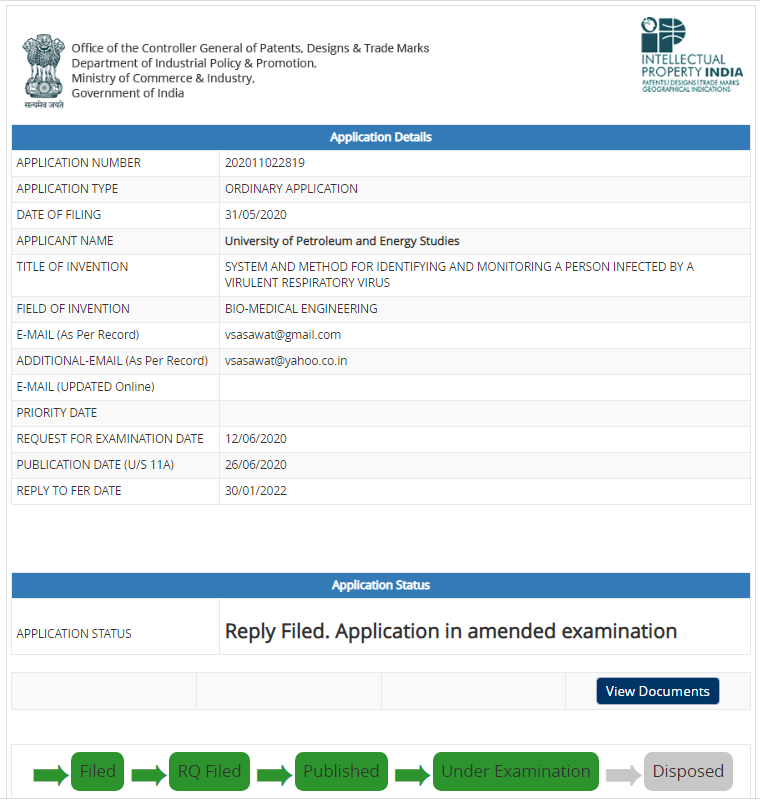 Office of the Controller General of Patents, Designs & Trade Marks
Department of Industrial Policy & Promotion,
Ministry of Commerce & Industry,
Government of India
सत्यमेव जयते
INTELLECTUAL
PROPERTY INDIA
PATENTS | DESIGNS | TRADE MARKS
GEOGRAPHICAL INDICATIONS
Application Details
APPLICATION NUMBER 202011022819
APPLICATION TYPE ORDINARY APPLICATION
DATE OF FILING 31/05/2020
APPLICANT NAME University of Petroleum and Energy Studies
TITLE OF INVENTION SYSTEM AND METHOD FOR IDENTIFYING AND MONITORING A PERSON INFECTED BY A
VIRULENT RESPIRATORY VIRUS
FIELD OF INVENTION BIO-MEDICAL ENGINEERING
E-MAIL (As Per Record) vsasawat@gmail.com
ADDITIONAL-EMAIL (As Per Record) vsasawat@yahoo.co.in
E-MAIL (UPDATED Online)
PRIORITY DATE
REQUEST FOR EXAMINATION DATE 12/06/2020
PUBLICATION DATE (U/S 11A) 26/06/2020
REPLY TO FER DATE 30/01/2022
Application Status
APPLICATION STATUS Reply Filed. Application in amended examination
View Documents
Filed RQ Filed Published Under Examination Disposed